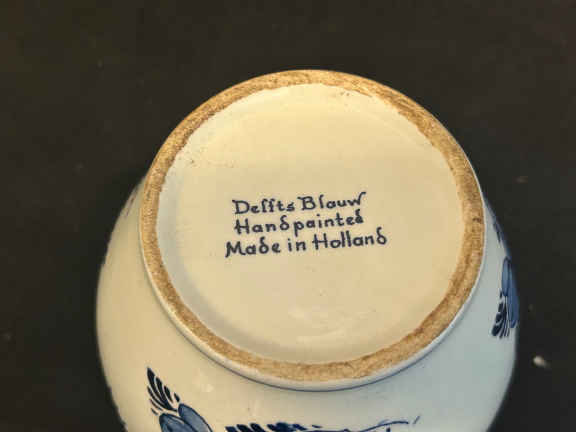 Delfts Blauw
Handpainted
Made in Holland